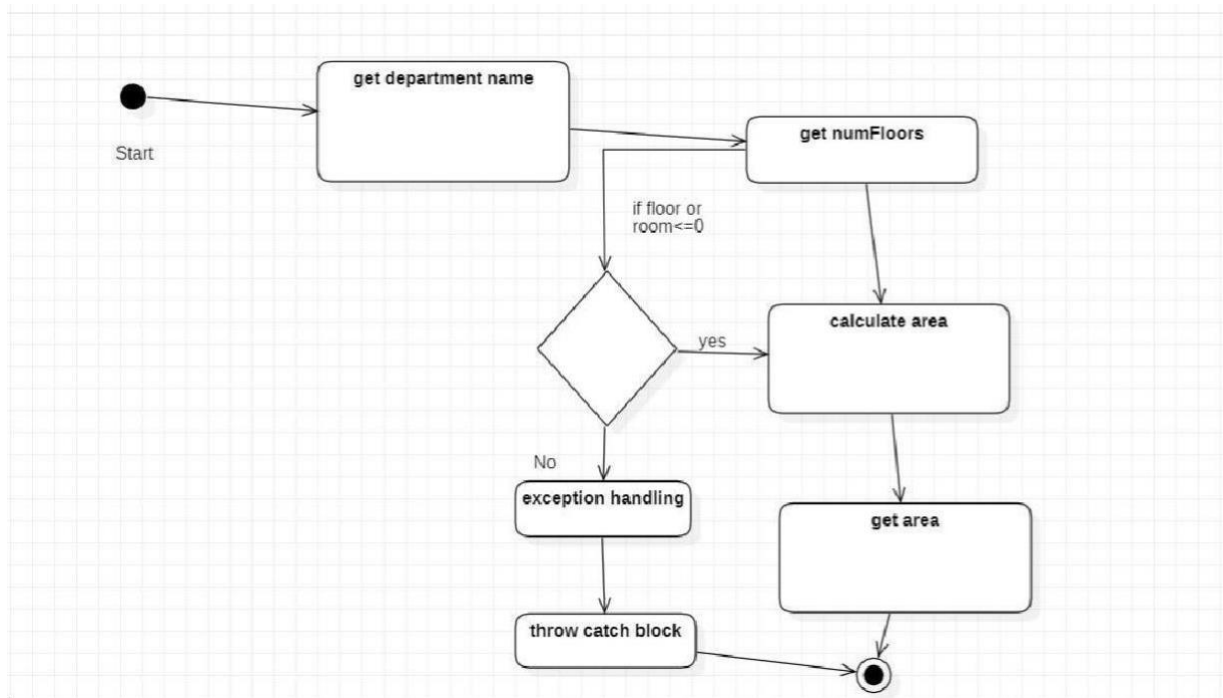 get department name
Start
get numFloors
if floor or
room<=0
calculate area
yes
No
exception handling
get area
throw catch block